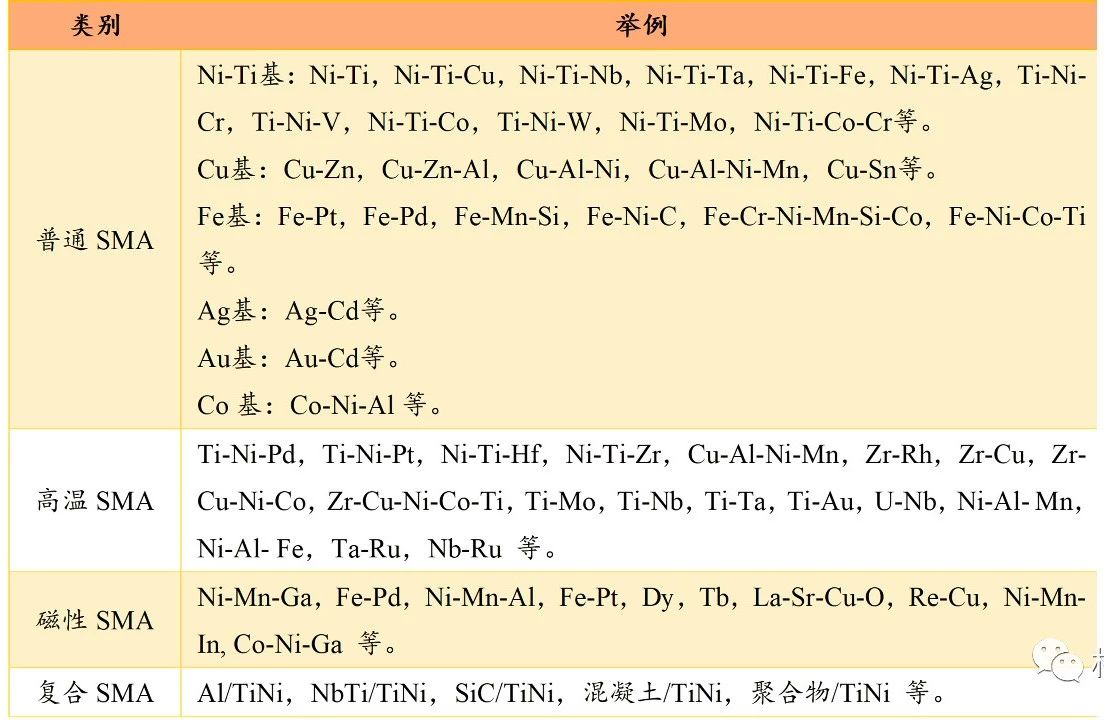 类别 举例
普通 SMA
Ni-Ti基：Ni-Ti，Ni-Ti-Cu，Ni-Ti-Nb，Ni-Ti-Ta，Ni-Ti-Fe，Ni-Ti-Ag，Ti-Ni-
Cr，Ti-Ni-V，Ni-Ti-Co，Ti-Ni-W，Ni-Ti-Mo，Ni-Ti-Co-Cr等。
Cu基：Cu-Zn，Cu-Zn-Al，Cu-Al-Ni，Cu-Al-Ni-Mn，Cu-Sn等。
Fe基：Fe-Pt，Fe-Pd，Fe-Mn-Si，Fe-Ni-C，Fe-Cr-Ni-Mn-Si-Co，Fe-Ni-Co-Ti
等。
Ag基：Ag-Cd等。
Au基：Au-Cd等。
Co 基：Co-Ni-Al 等。
高温 SMA
Ti-Ni-Pd，Ti-Ni-Pt，Ni-Ti-Hf，Ni-Ti-Zr，Cu-Al-Ni-Mn，Zr-Rh，Zr-Cu，Zr-
Cu-Ni-Co，Zr-Cu-Ni-Co-Ti，Ti-Mo，Ti-Nb，Ti-Ta，Ti-Au，U-Nb，Ni-Al- Mn，
Ni-Al- Fe，Ta-Ru，Nb-Ru 等。
磁性 SMA
Ni-Mn-Ga，Fe-Pd，Ni-Mn-Al，Fe-Pt，Dy，Tb，La-Sr-Cu-O，Re-Cu，Ni-Mn-
In, Co-Ni-Ga 等。
复合 SMA
Al/TiNi，NbTi/TiNi，SiC/TiNi，混凝土/TiNi，聚合物/TiNi 等。